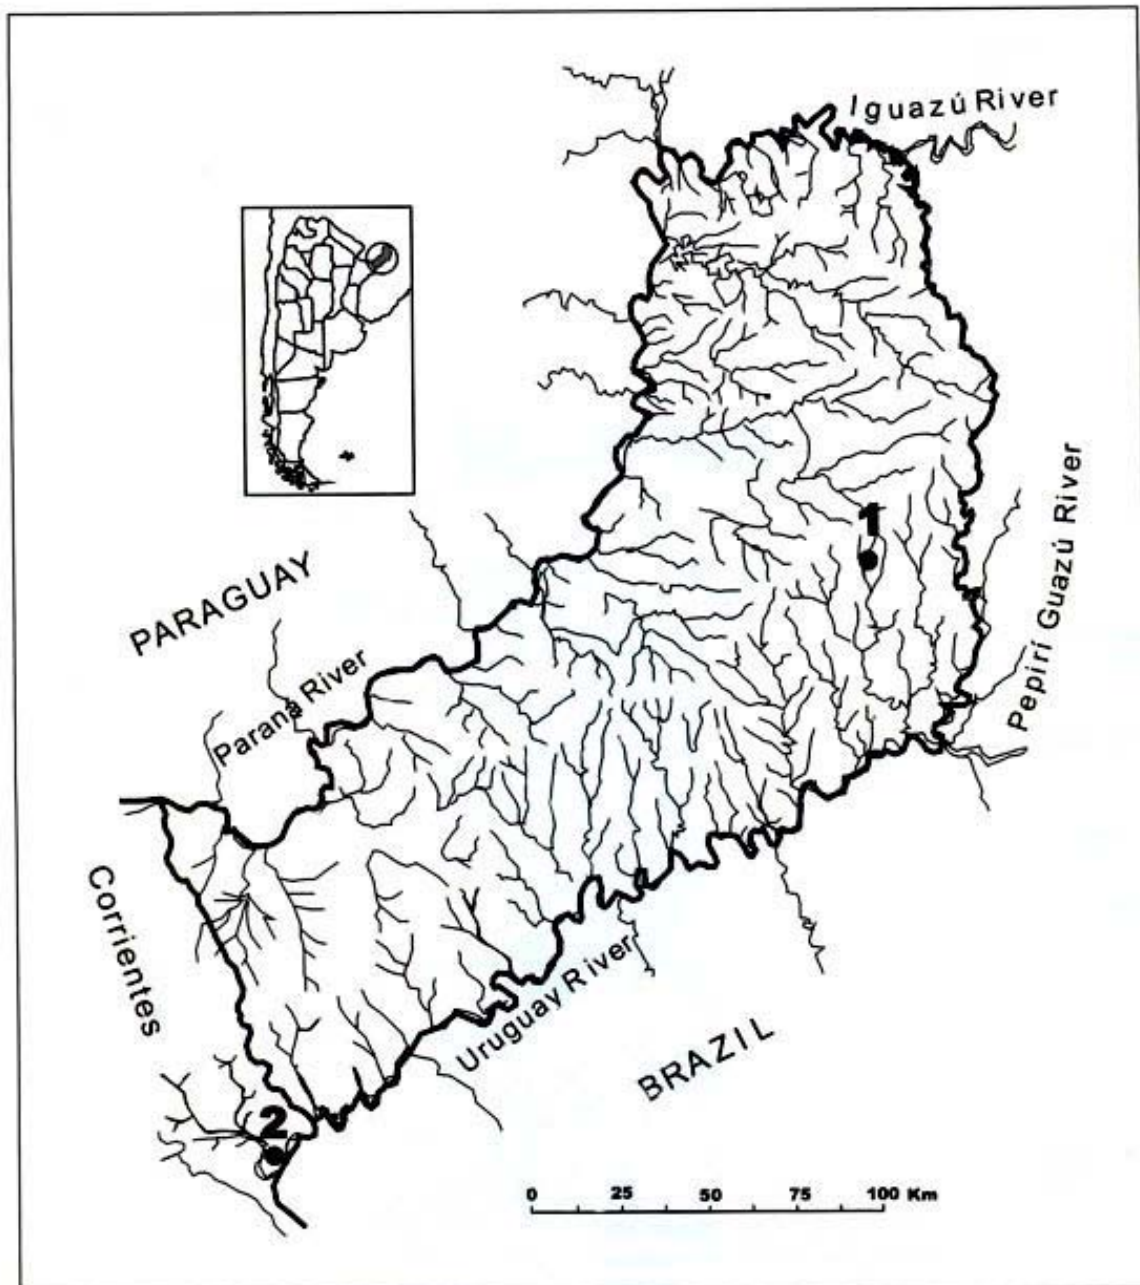 Iguazú River
1
Pepirí Guazú River
PARAGUAY
Paraná River
Corrientes
Uruguay River
BRAZIL
2
0 25 50 75 100 Km